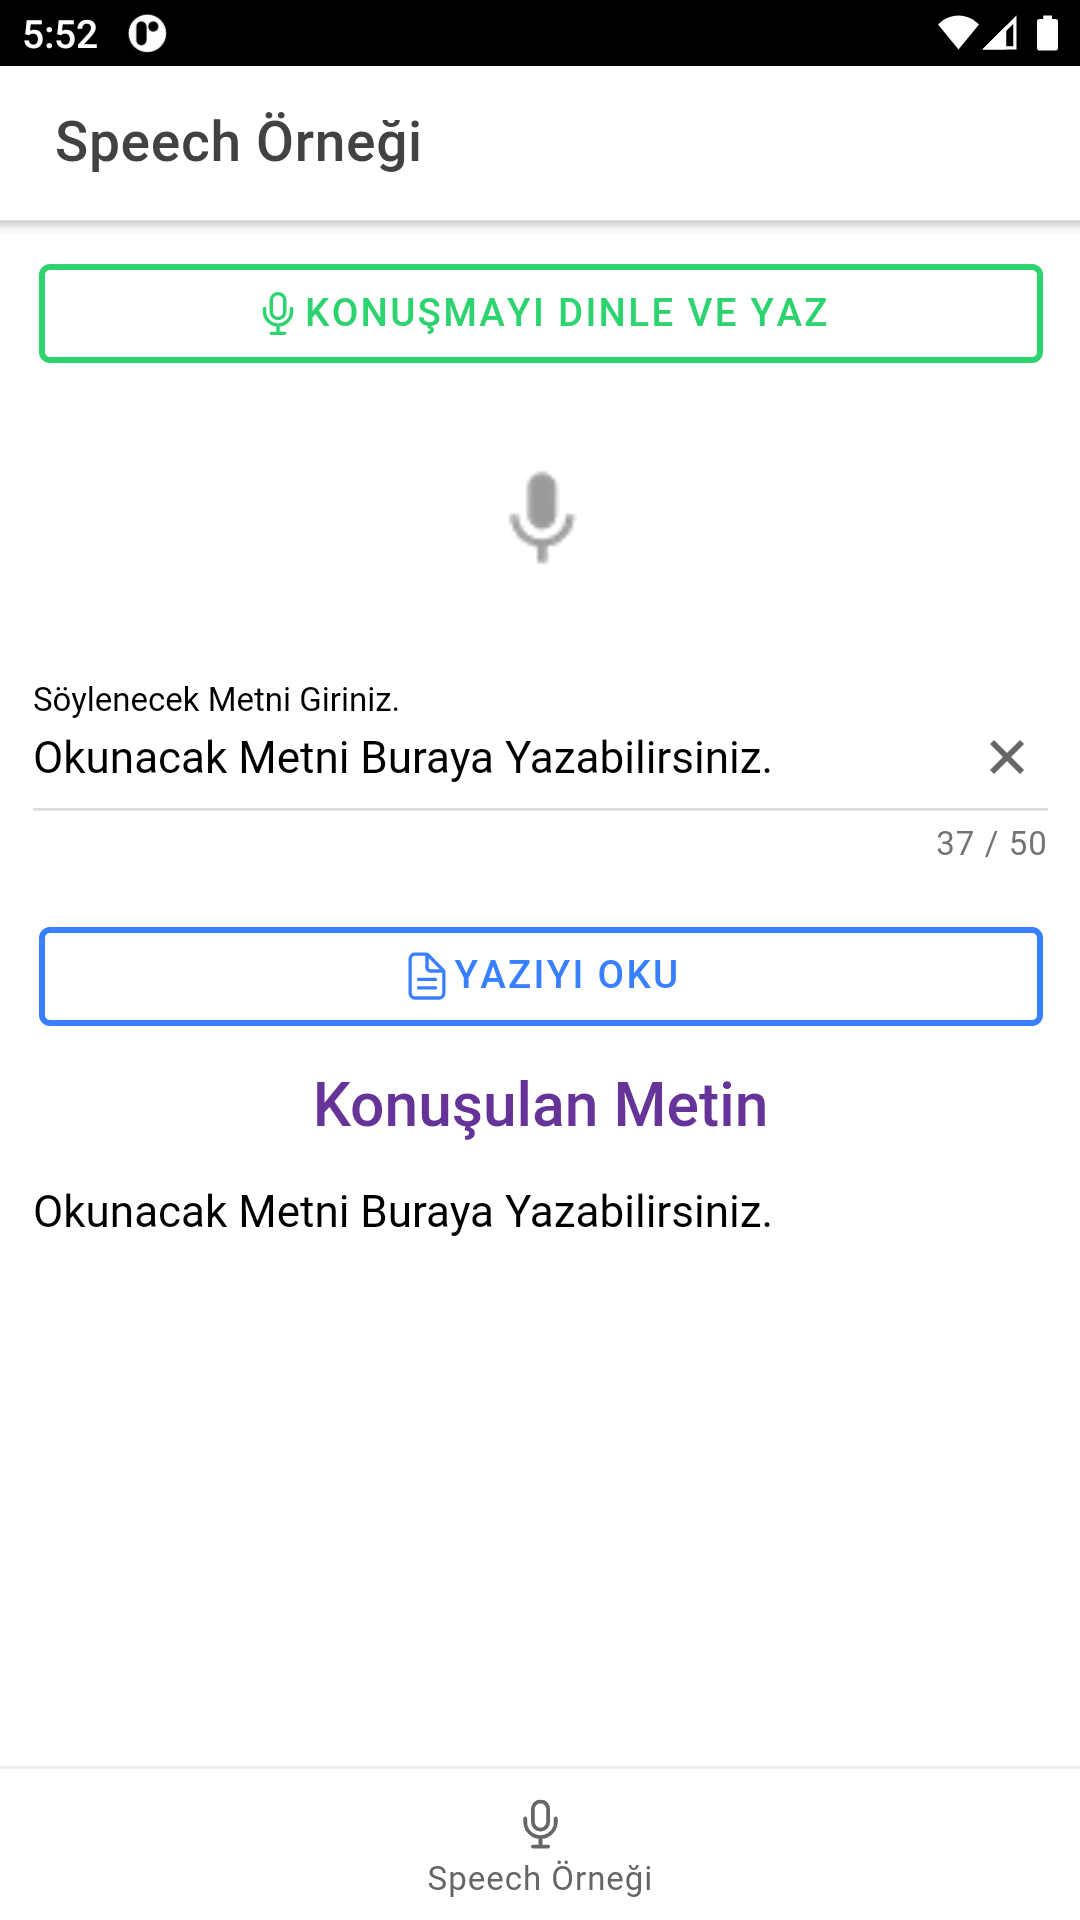 5:52
Speech Örneği
KONUŞMAYI DINLE VE YAZ
Söylenecek Metni Giriniz.
Okunacak Metni Buraya Yazabilirsiniz.
37 / 50
YAZIYI OKU
Konuşulan Metin
Okunacak Metni Buraya Yazabilirsiniz.
Speech Örneği